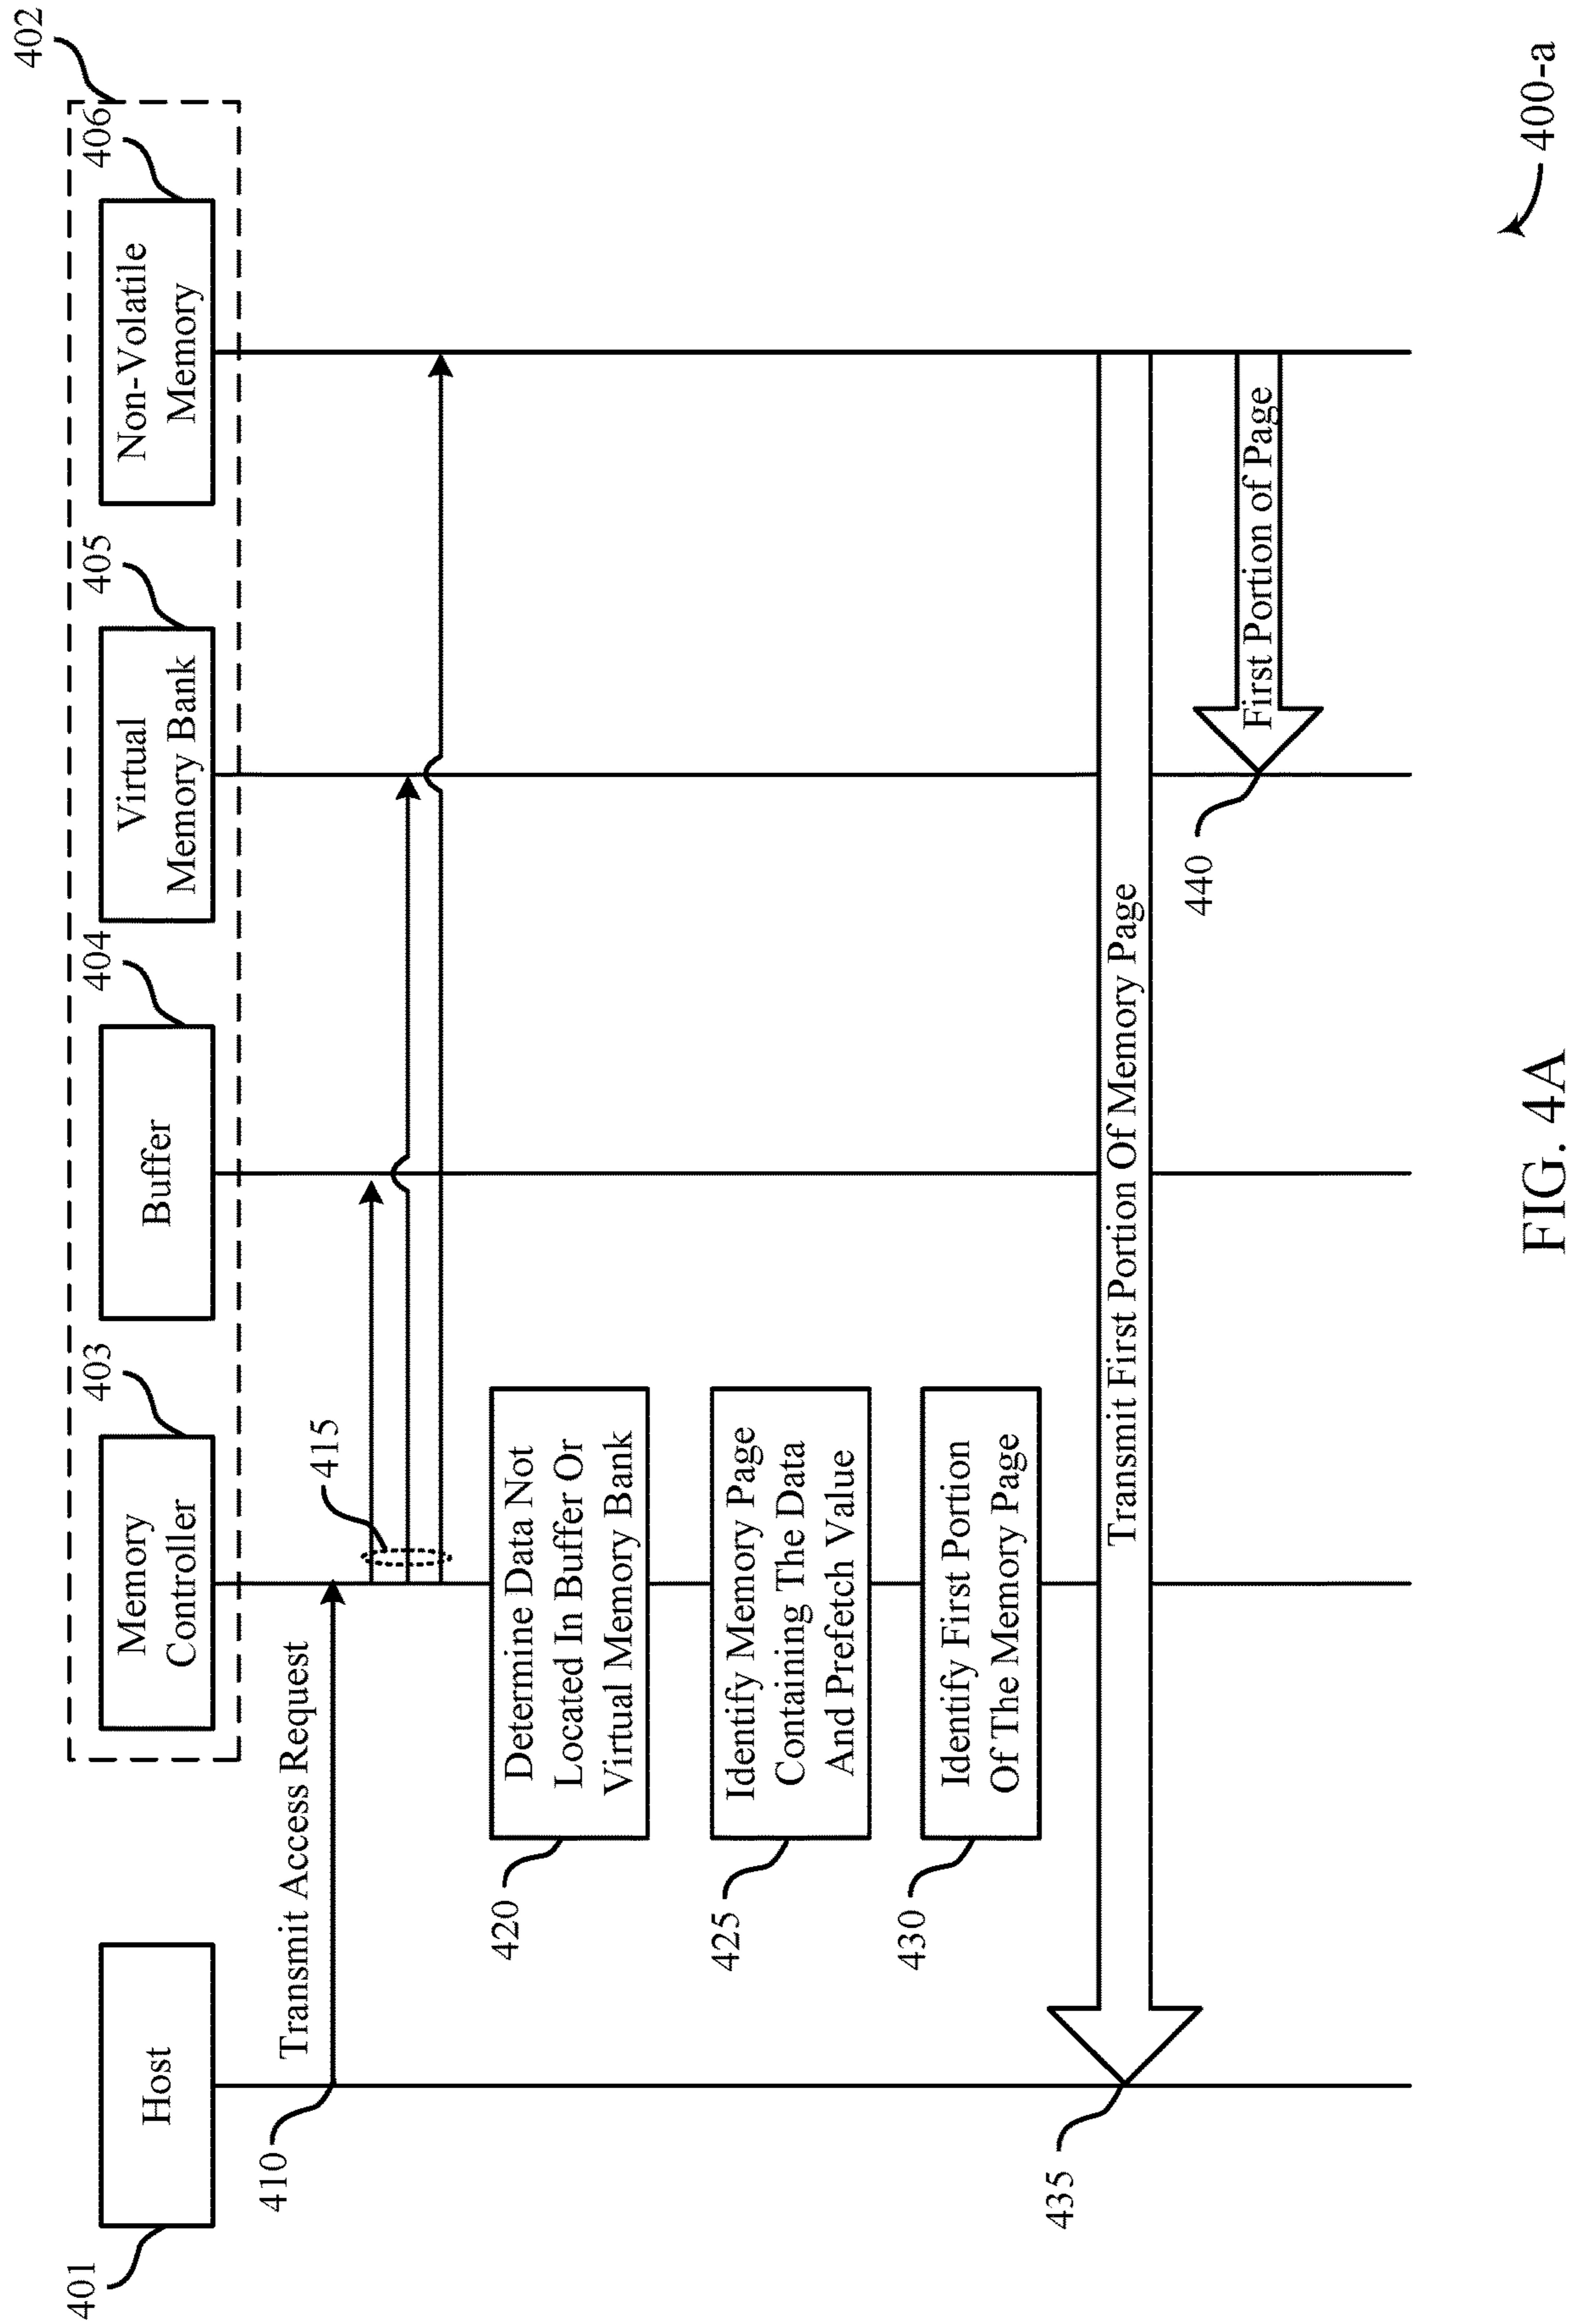 402
401
Host
403
Memory
Controller
404
Buffer
405
Virtual
Memory Bank
406
Non-Volatile
Memory
410
Transmit Access Request
415
420
Determine Data Not
Located In Buffer Or
Virtual Memory Bank
425
Identify Memory Page
Containing The Data
And Prefetch Value
430
Identify First Portion
Of The Memory Page
435
Transmit First Portion Of Memory Page
440
First Portion of Page
400-a
FIG. 4A